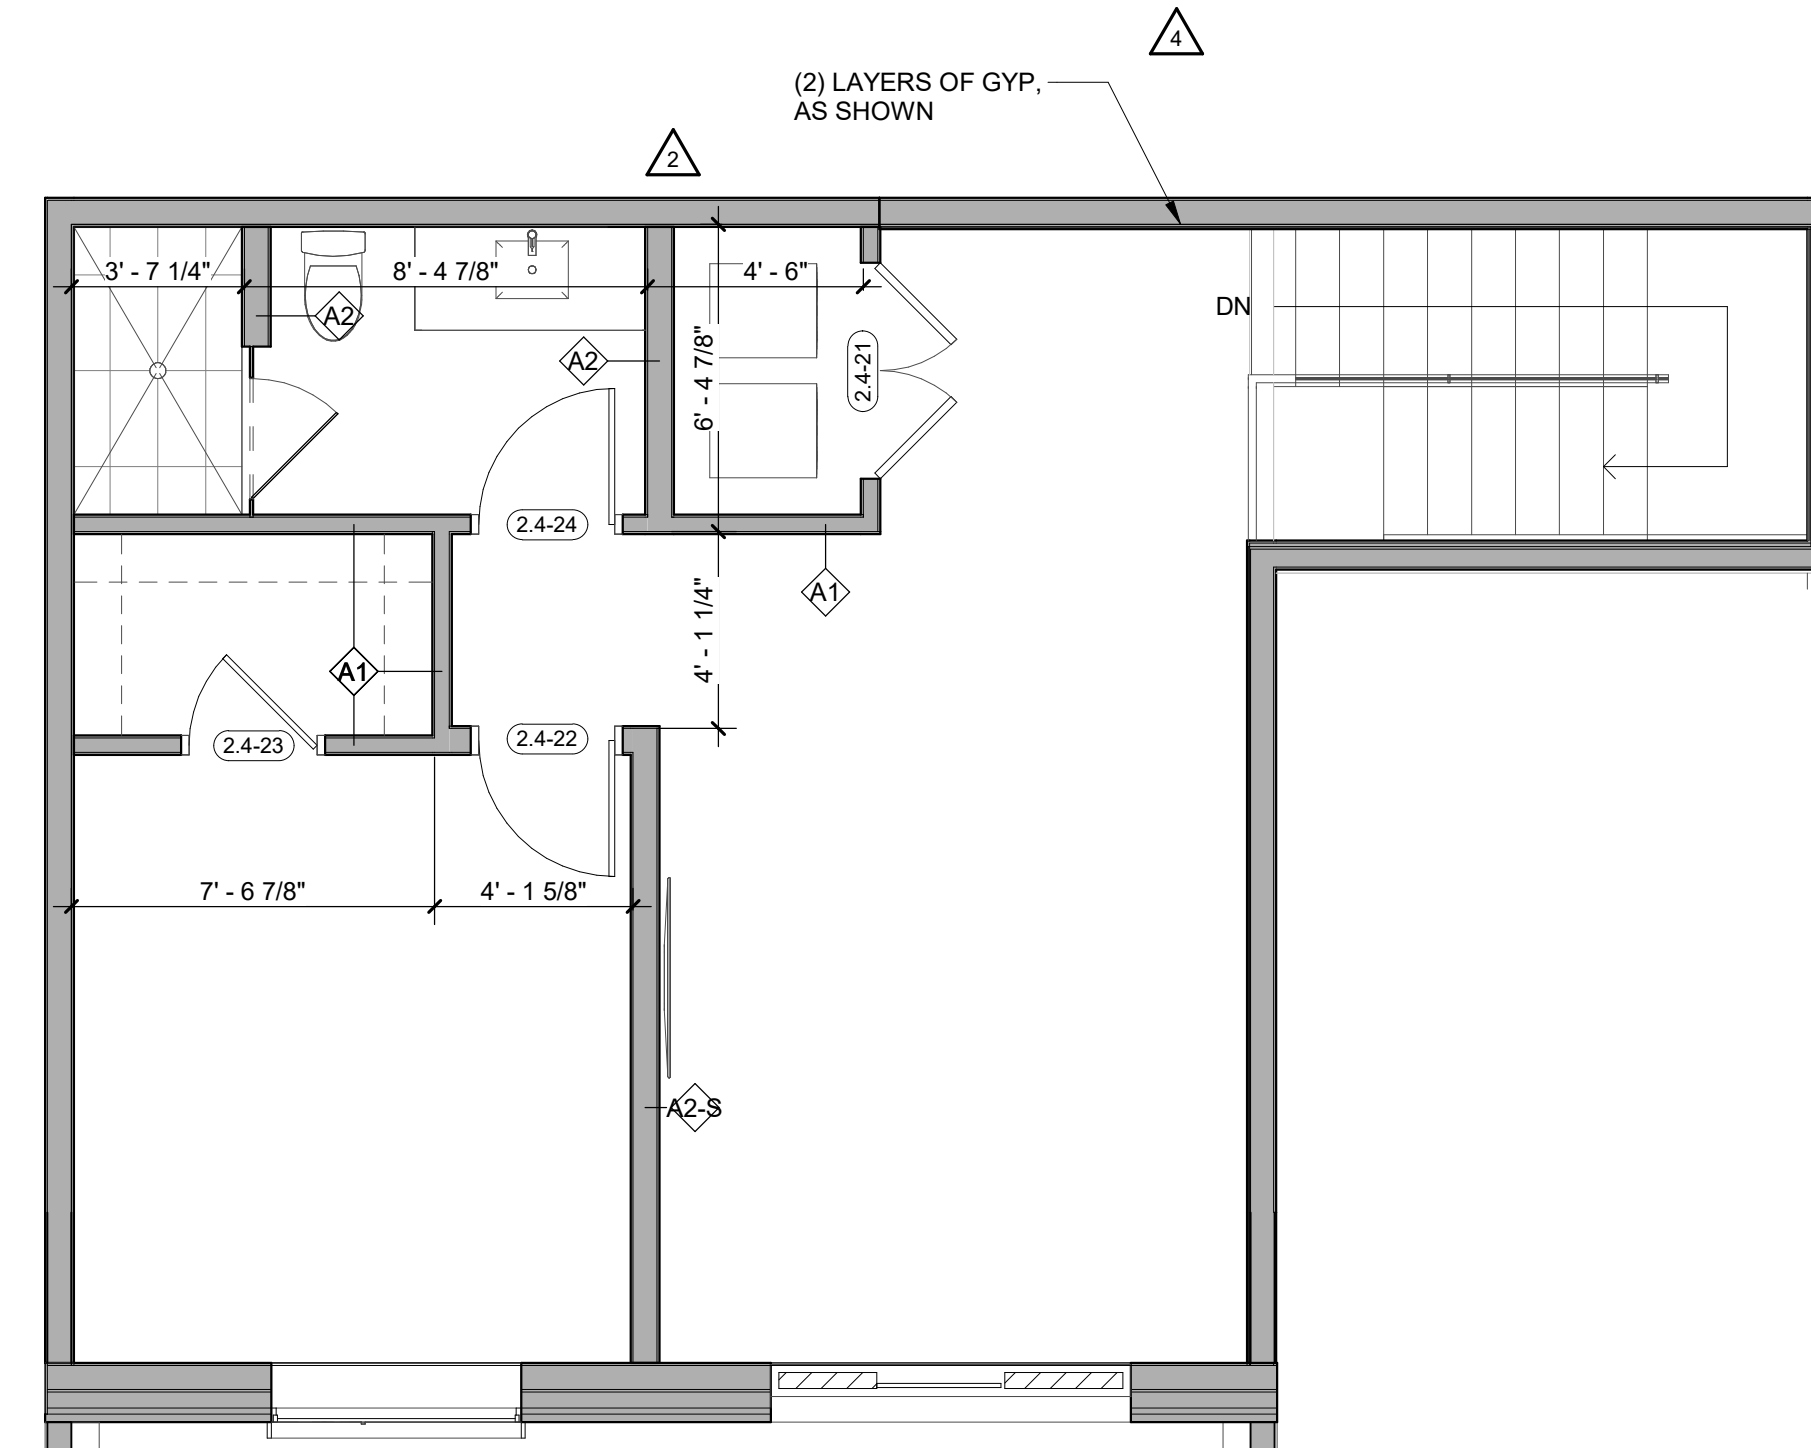 4
(2) LAYERS OF GYP,
AS SHOWN
2
3' - 7 1/4"
8' - 4 7/8"
4' - 6"
DN
A2
A2
6' - 4 7/8"
2.4-21
2.4-24
A1
4' - 1 1/4"
A1
2.4-23
2.4-22
7' - 6 7/8"
4' - 1 5/8"
A2-S